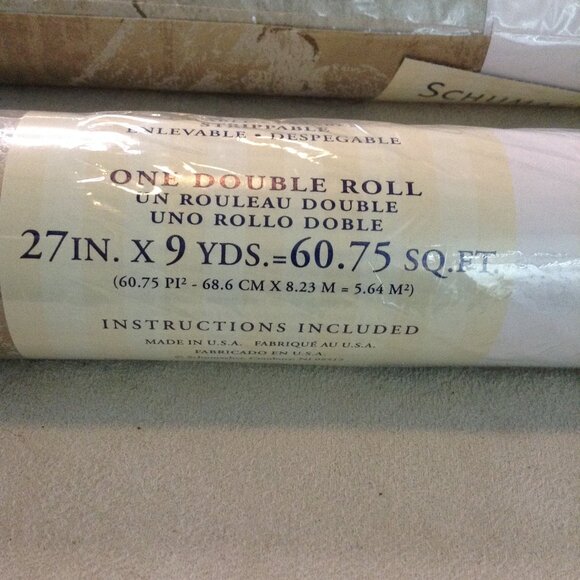 SCHUMA
STRIPPABLE
ENLEVABLE • DESPEGABLE
ONE DOUBLE ROLL
UN ROULEAU DOUBLE
UNO ROLLO DOBLE
27IN. X 9 YDS.=60.75 SQ.FT.
(60.75 PI² - 68.6 CM X 8.23 M = 5.64 M²)
INSTRUCTIONS INCLUDED
MADE IN U.S.A. FABRIQUÉ AU U.S.A.
FABRICADO EN U.S.A.